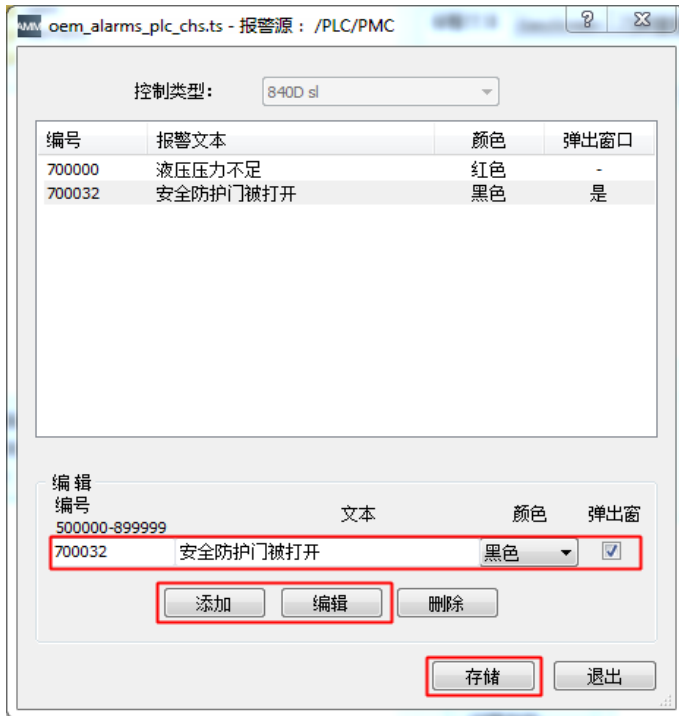 AMM oem_alarms_plc_chs.ts - 报警源： /PLC/PMC
控制类型： 840D sl
编号 报警文本 颜色 弹出窗口
700000 液压压力不足 红色 -
700032 安全防护门被打开 黑色 是
编辑
编号 文本 颜色 弹出窗
500000-899999
700032 安全防护门被打开 黑色
添加 编辑 删除
存储 退出